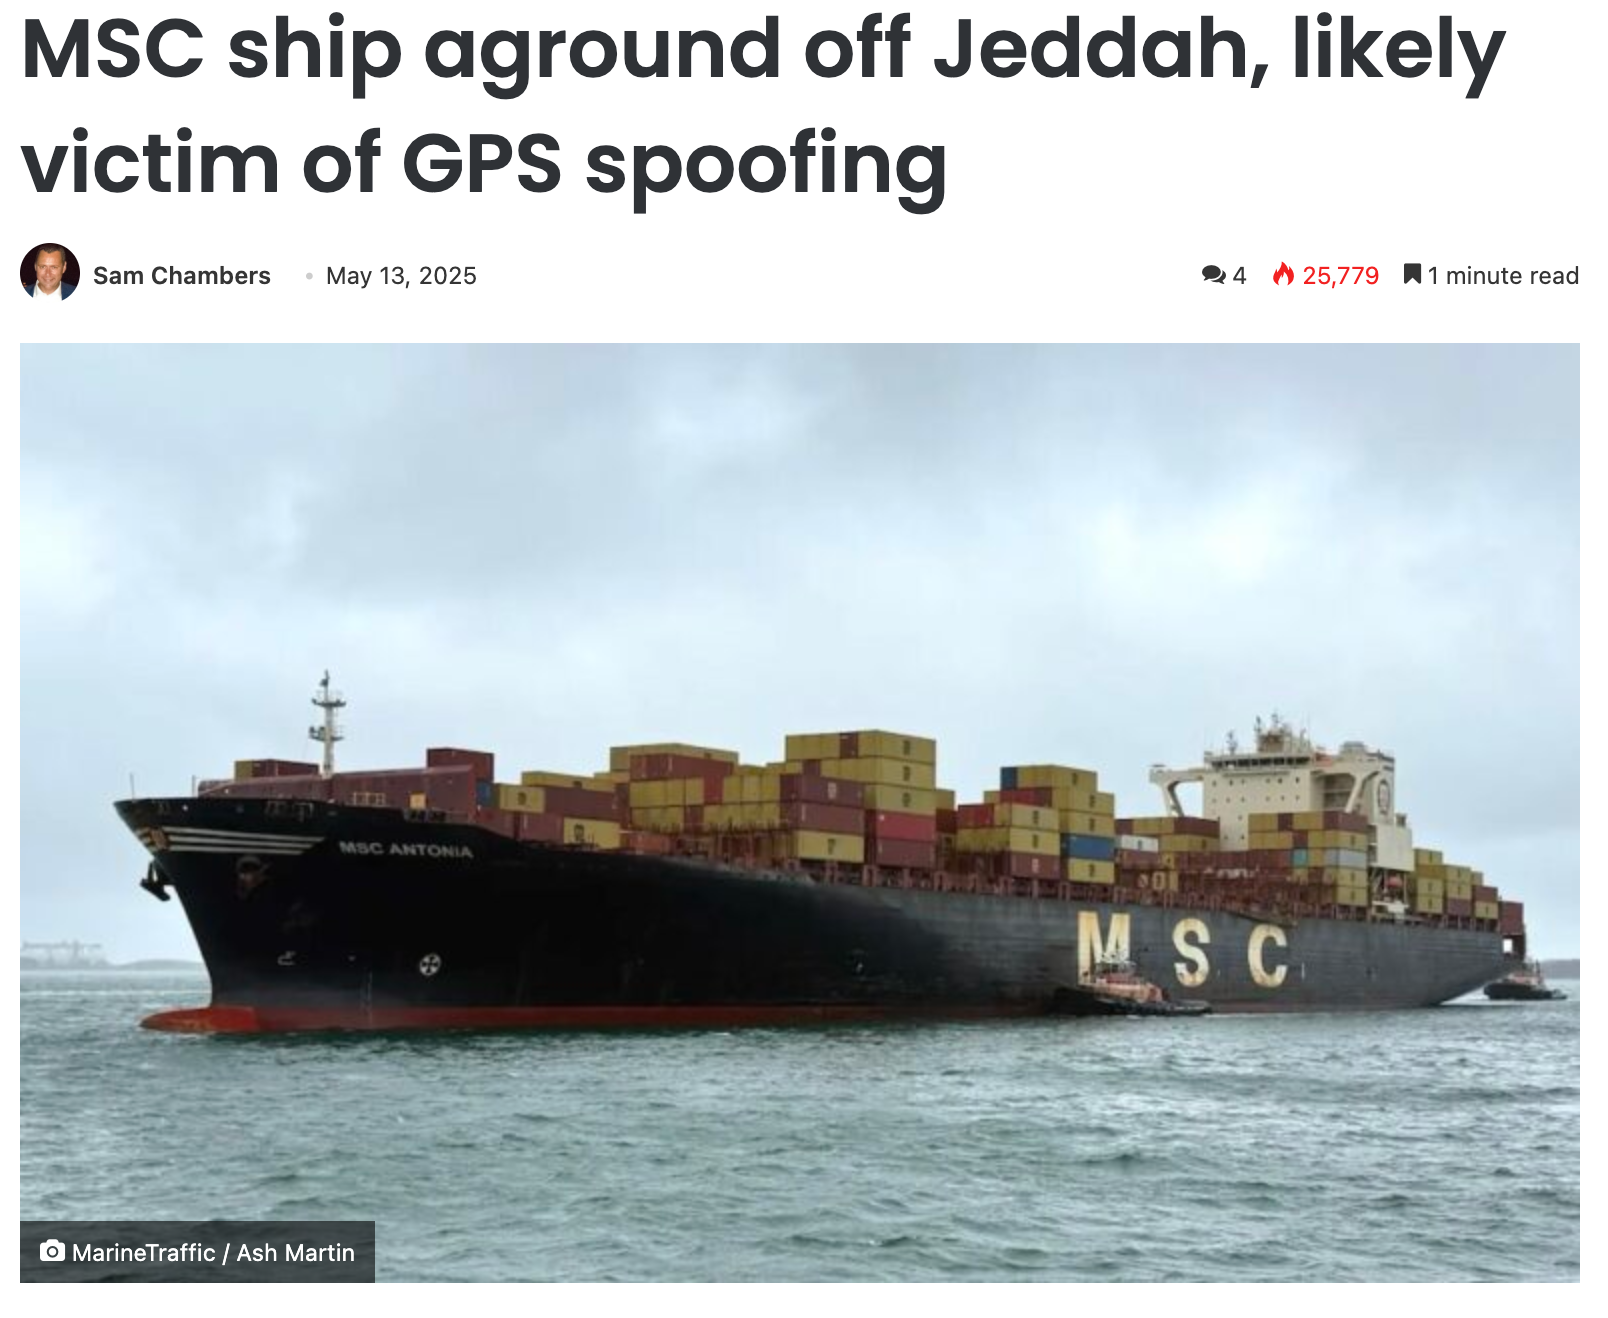 MSC ship aground off Jeddah, likely
victim of GPS spoofing
Sam Chambers • May 13, 2025 4 25,779 1 minute read
MSC ANTONIA
M S C
MarineTraffic / Ash Martin